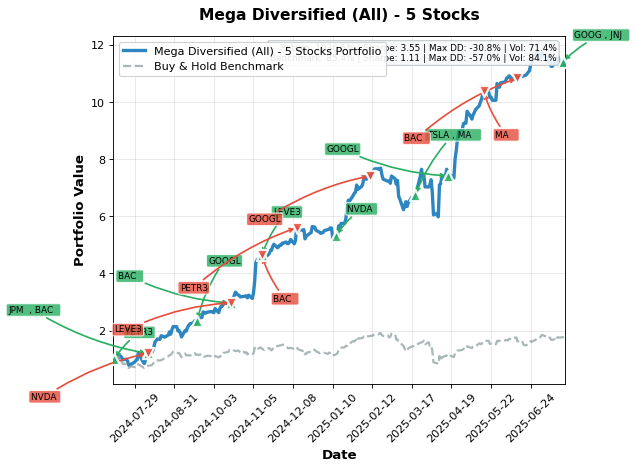 Mega Diversified (All) - 5 Stocks
GOOG , JNJ
Mega Diversified (All) - 5 Stocks Portfolio
Buy & Hold Benchmark
3.55 | Max DD: -30.8% | Vol: 71.4%
1.11 | Max DD: -57.0% | Vol: 84.1%
12
10
8
6
4
2
Portfolio Value
BAC
MA
MA
GOOGL
NVDA
GOOGL
GOOGL
BAC
PETR3
BAC
JPM , BAC
LEVE3
NVDA
2024-07-29
2024-08-31
2024-10-03
2024-11-05
2024-12-08
2025-01-10
2025-02-12
2025-03-17
2025-04-19
2025-05-22
2025-06-24
Date